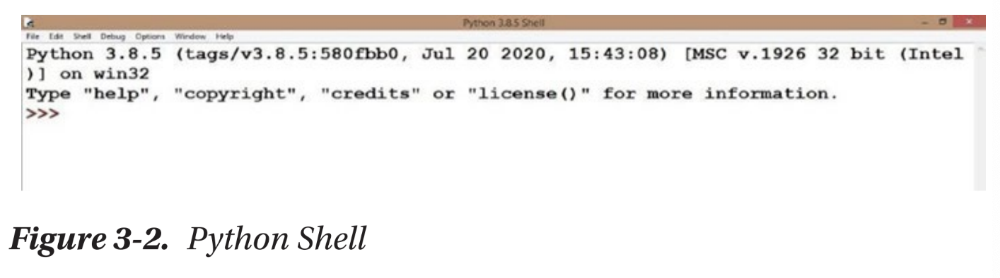 Python 3.8.5 Shell
File Edit Shell Debug Options Window Help
Python 3.8.5 (tags/v3.8.5:580fbb0, Jul 20 2020, 15:43:08) [MSC v.1926 32 bit (Intel
)] on win32
Type "help", "copyright", "credits" or "license()" for more information.
>>>
Figure 3-2. Python Shell